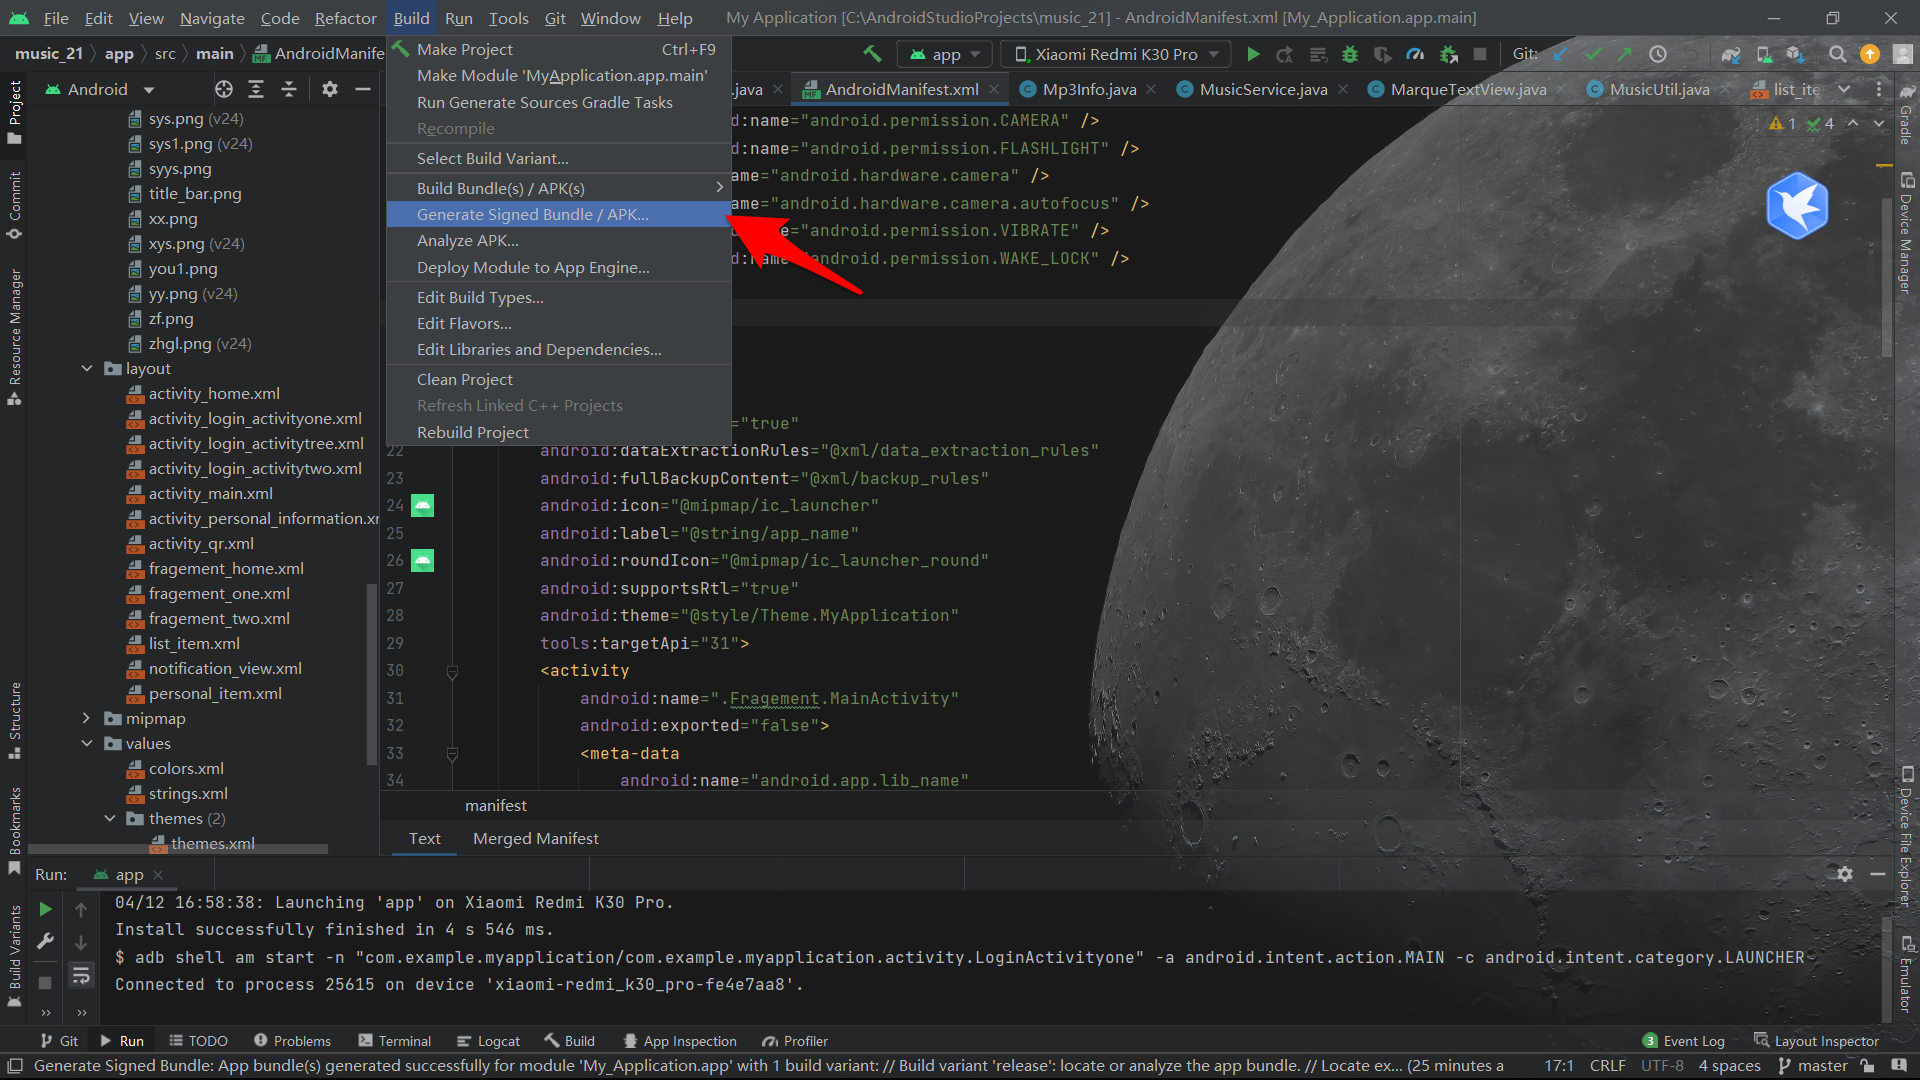 File Edit View Navigate Code Refactor Build Run Tools Git Window Help My Application [C:\AndroidStudioProjects\music_21] - AndroidManifest.xml [My_Application.app.main]
music_21 app src main AndroidManife
app Xiaomi Redmi K30 Pro Git:
Make Project Ctrl+F9
Make Module 'MyApplication.app.main'
Run Generate Sources Gradle Tasks
Recompile
Select Build Variant...
Build Bundle(s) / APK(s)
Generate Signed Bundle / APK...
Analyze APK...
Deploy Module to App Engine...
Edit Build Types...
Edit Flavors...
Edit Libraries and Dependencies...
Clean Project
Refresh Linked C++ Projects
Rebuild Project
Project
Commit
Resource Manager
Structure
Bookmarks
Build Variants
Android
sys.png (v24)
sys1.png (v24)
syys.png
title_bar.png
xx.png
xys.png (v24)
you1.png
yy.png (v24)
zf.png
zhgl.png (v24)
layout
activity_home.xml
activity_login_activityone.xml
activity_login_activitytree.xml
activity_login_activitytwo.xml
activity_main.xml
activity_personal_information.xr
activity_qr.xml
fragement_home.xml
fragement_one.xml
fragment_two.xml
list_item.xml
notification_view.xml
personal_item.xml
mipmap
values
colors.xml
strings.xml
themes (2)
themes.xml
.java AndroidManifest.xml Mp3Info.java MusicService.java MarqueTextView.java MusicUtil.java list_ite
1 4
d:name="android.permission.CAMERA" />
d:name="android.permission.FLASHLIGHT" />
ame="android.hardware.camera" />
ame="android.hardware.camera.autofocus" />
e="android.permission.VIBRATE" />
d:name="android.permission.WAKE_LOCK" />
="true"
22 android:dataExtractionRules="@xml/data_extraction_rules"
23 android:fullBackupContent="@xml/backup_rules"
24 android:icon="@mipmap/ic_launcher"
25 android:label="@string/app_name"
26 android:roundIcon="@mipmap/ic_launcher_round"
27 android:supportsRtl="true"
28 android:theme="@style/Theme.MyApplication"
29 tools:targetApi="31">
30 <activity
31 android:name=".Fragement.MainActivity"
32 android:exported="false">
33 <meta-data
34 android:name="android.app.lib_name"
manifest
Text Merged Manifest
Gradle
Device Manager
Device File Explorer
Emulator
Run: app
04/12 16:58:38: Launching 'app' on Xiaomi Redmi K30 Pro.
Install successfully finished in 4 s 546 ms.
$ adb shell am start -n "com.example.myapplication/com.example.myapplication.activity.LoginActivityone" -a android.intent.action.MAIN -c android.intent.category.LAUNCHER
Connected to process 25615 on device 'xiaomi-redmi_k30_pro-fe4e7aa8'.
Git Run TODO Problems Terminal Logcat Build App Inspection Profiler 3 Event Log Layout Inspector
Generate Signed Bundle: App bundle(s) generated successfully for module 'My_Application.app' with 1 build variant: // Build variant 'release': locate or analyze the app bundle. // Locate ex... (25 minutes a 17:1 CRLF UTF-8 4 spaces master